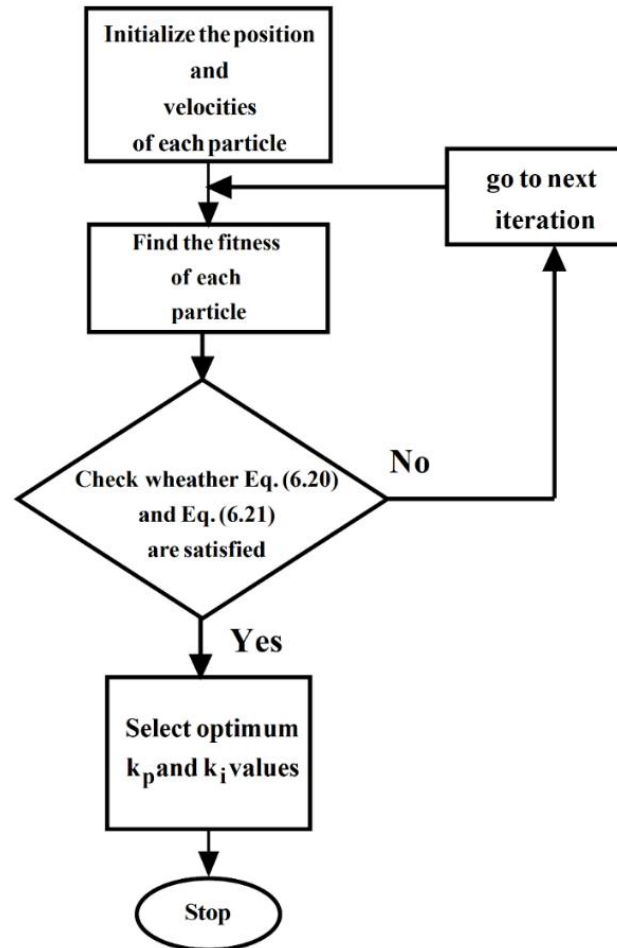 Initialize the position
and
velocities
of each particle
go to next
iteration
Find the fitness
of each
particle
Check wheather Eq. (6.20)
and Eq. (6.21)
are satisfied
No
Yes
Select optimum
kp and ki values
Stop